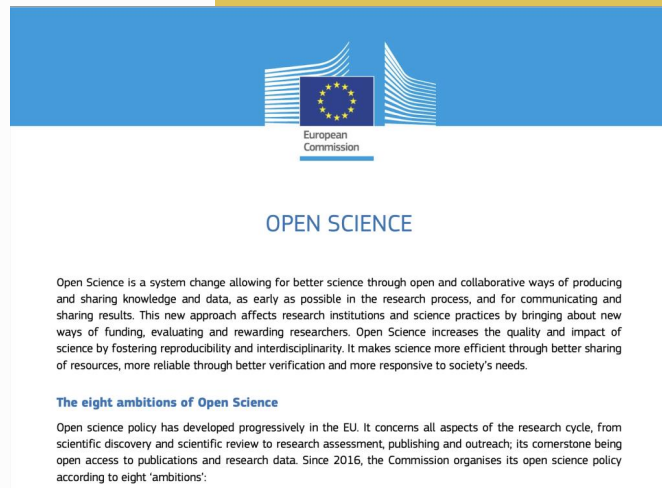 European
Commission
OPEN SCIENCE
Open Science is a system change allowing for better science through open and collaborative ways of producing
and sharing knowledge and data, as early as possible in the research process, and for communicating and
sharing results. This new approach affects research institutions and science practices by bringing about new
ways of funding, evaluating and rewarding researchers. Open Science increases the quality and impact of
science by fostering reproducibility and interdisciplinarity. It makes science more efficient through better sharing
of resources, more reliable through better verification and more responsive to society's needs.
The eight ambitions of Open Science
Open science policy has developed progressively in the EU. It concerns all aspects of the research cycle, from
scientific discovery and scientific review to research assessment, publishing and outreach; its cornerstone being
open access to publications and research data. Since 2016, the Commission organises its open science policy
according to eight 'ambitions':